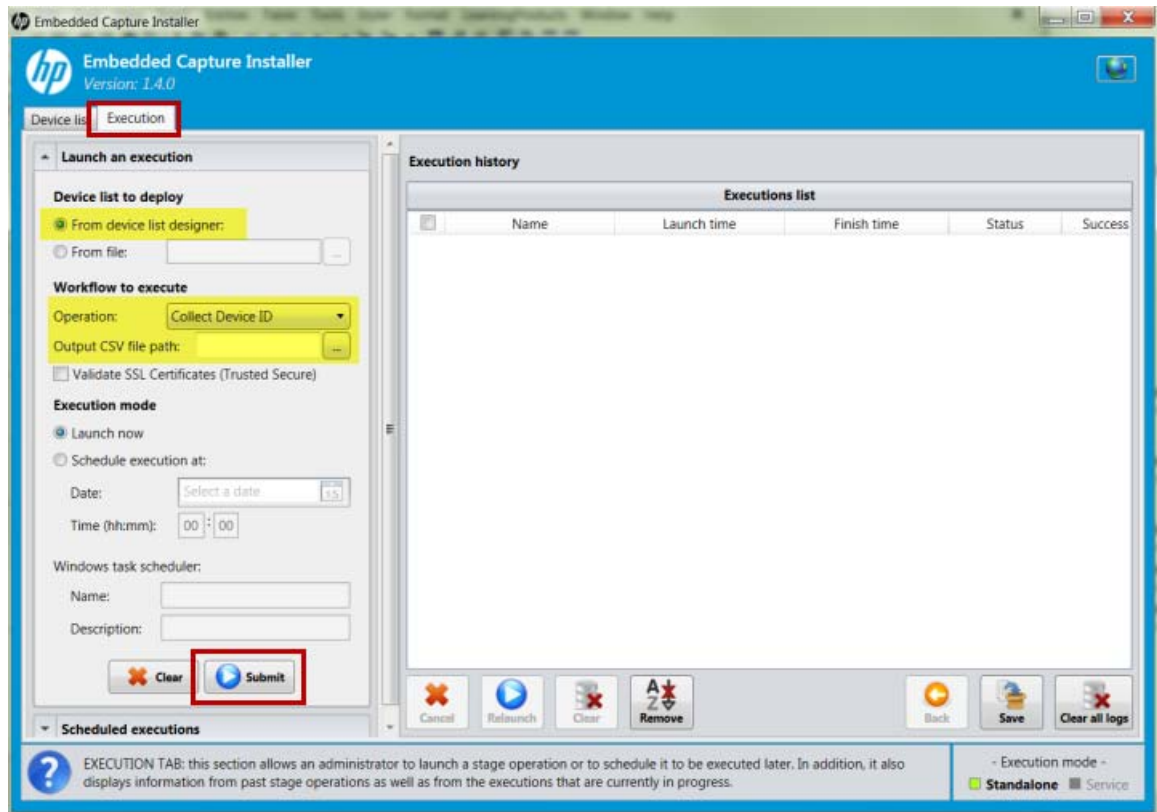 Embedded Capture Installer
hp
Embedded Capture Installer
Version: 1.4.0
Device lis
Execution
Launch an execution
Device list to deploy
From device list designer:
From file:
...
Workflow to execute
Operation: Collect Device ID
Output CSV file path: ...
Validate SSL Certificates (Trusted Secure)
Execution mode
Launch now
Schedule execution at:
Date: Select a date 15
Time (hh:mm): 00 : 00
Windows task scheduler:
Name:
Description:
Clear
Submit
Scheduled executions
Execution history
Executions list
Name Launch time Finish time Status Success
Cancel
Relaunch
Clear
Remove
Back
Save
Clear all logs
EXECUTION TAB: this section allows an administrator to launch a stage operation or to schedule it to be executed later. In addition, it also
displays information from past stage operations as well as from the executions that are currently in progress.
- Execution mode -
Standalone Service